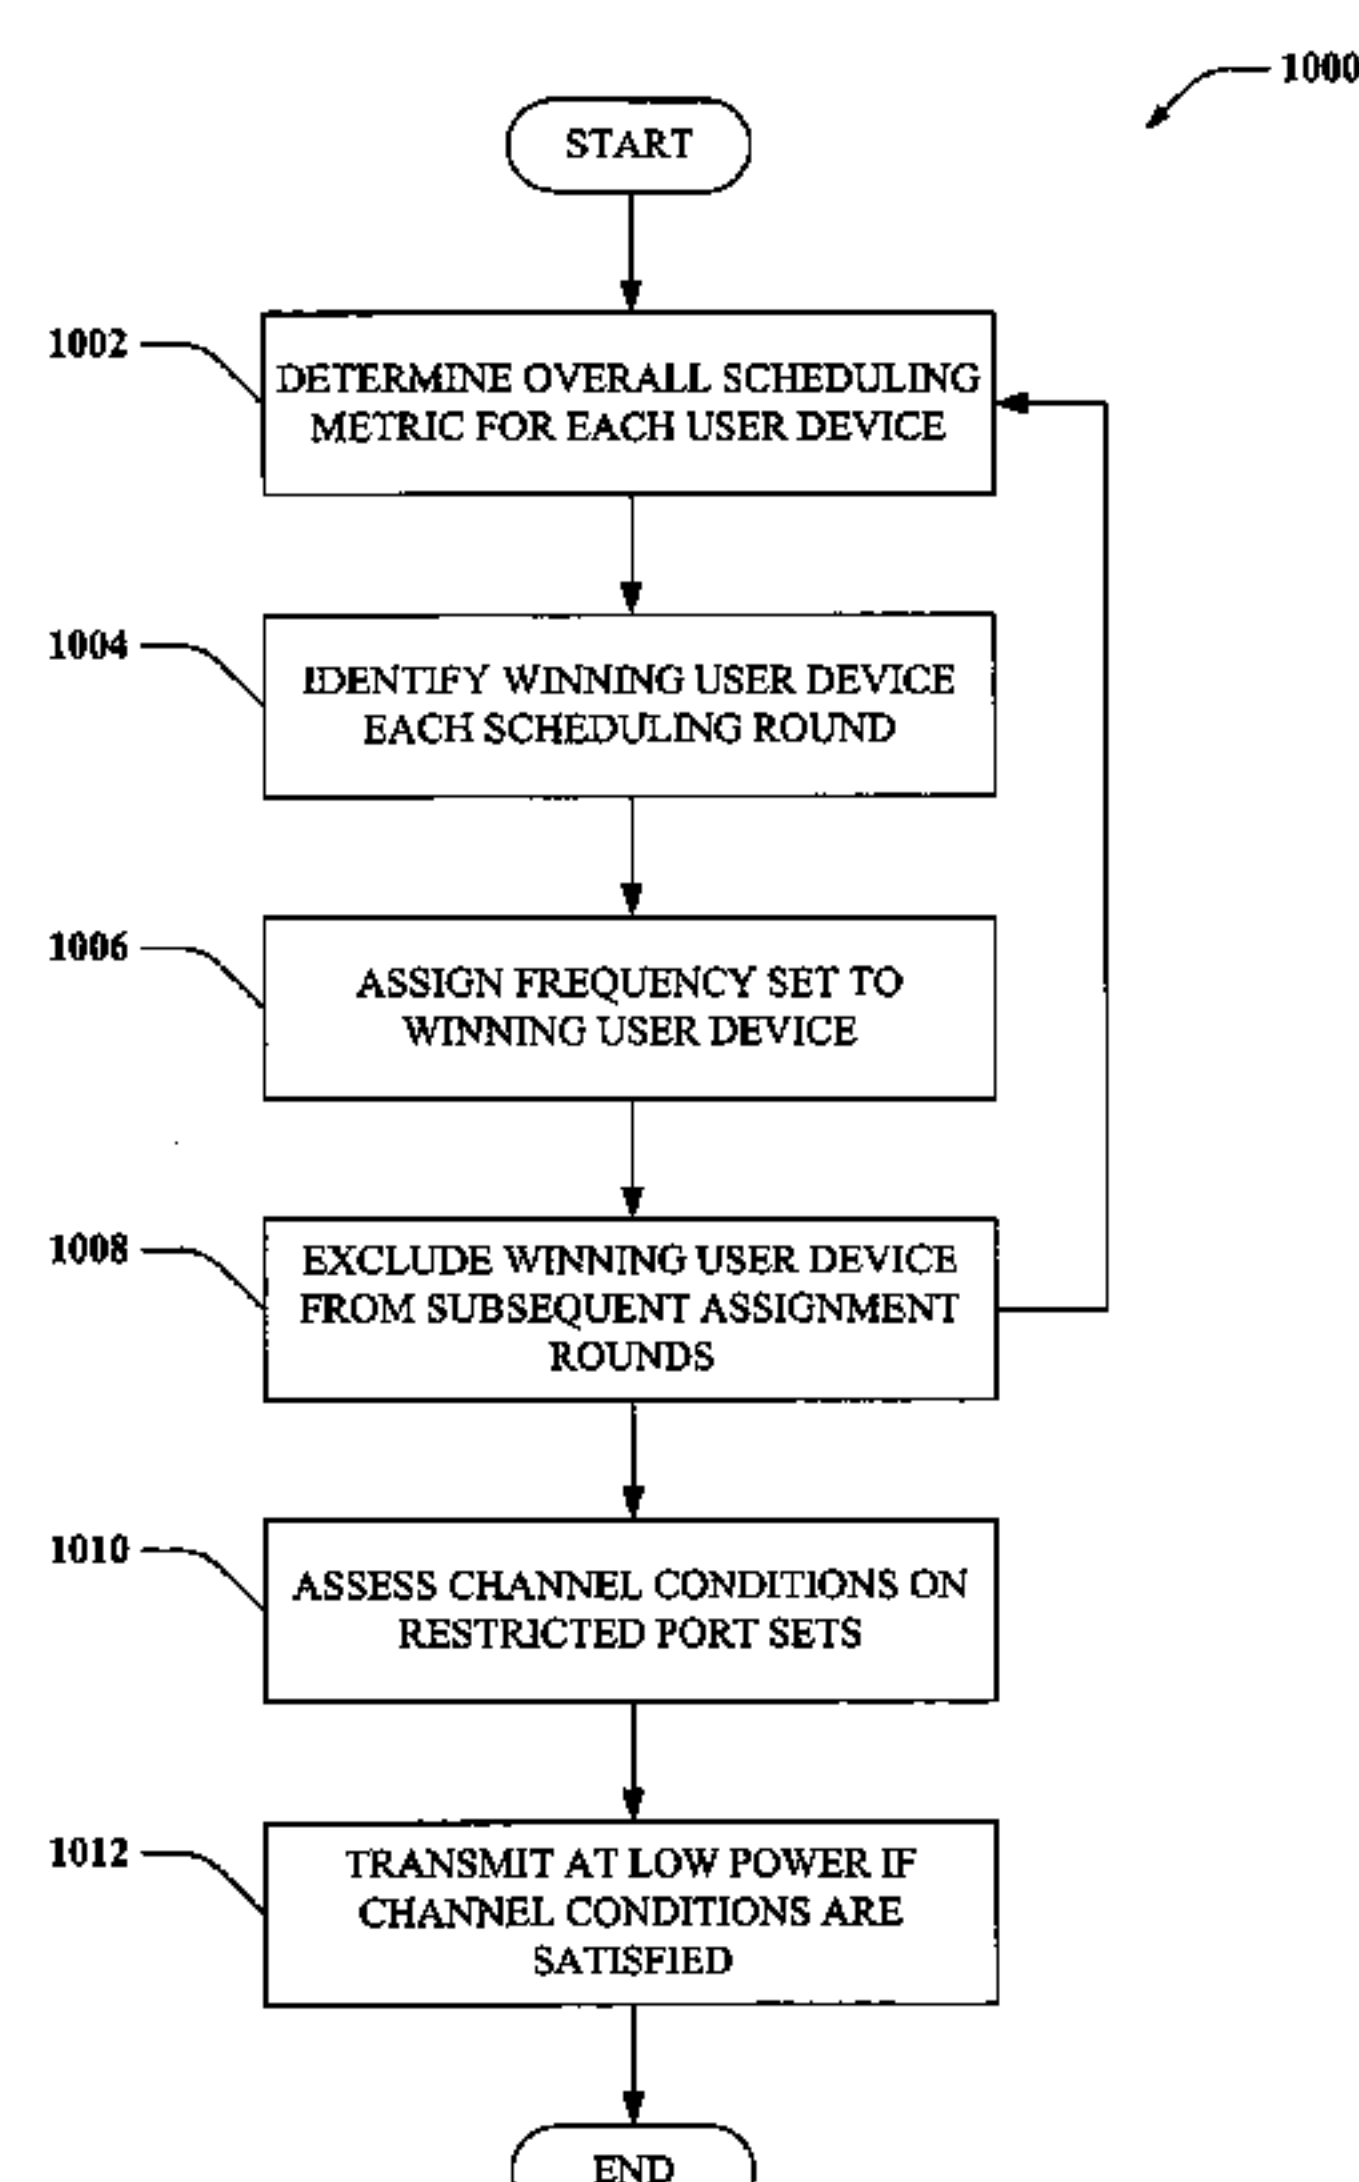 1000
START
1002
DETERMINE OVERALL SCHEDULING
METRIC FOR EACH USER DEVICE
1004
IDENTIFY WINNING USER DEVICE
EACH SCHEDULING ROUND
1006
ASSIGN FREQUENCY SET TO
WINNING USER DEVICE
1008
EXCLUDE WINNING USER DEVICE
FROM SUBSEQUENT ASSIGNMENT
ROUNDS
1010
ASSESS CHANNEL CONDITIONS ON
RESTRICTED PORT SETS
1012
TRANSMIT AT LOW POWER IF
CHANNEL CONDITIONS ARE
SATISFIED
END